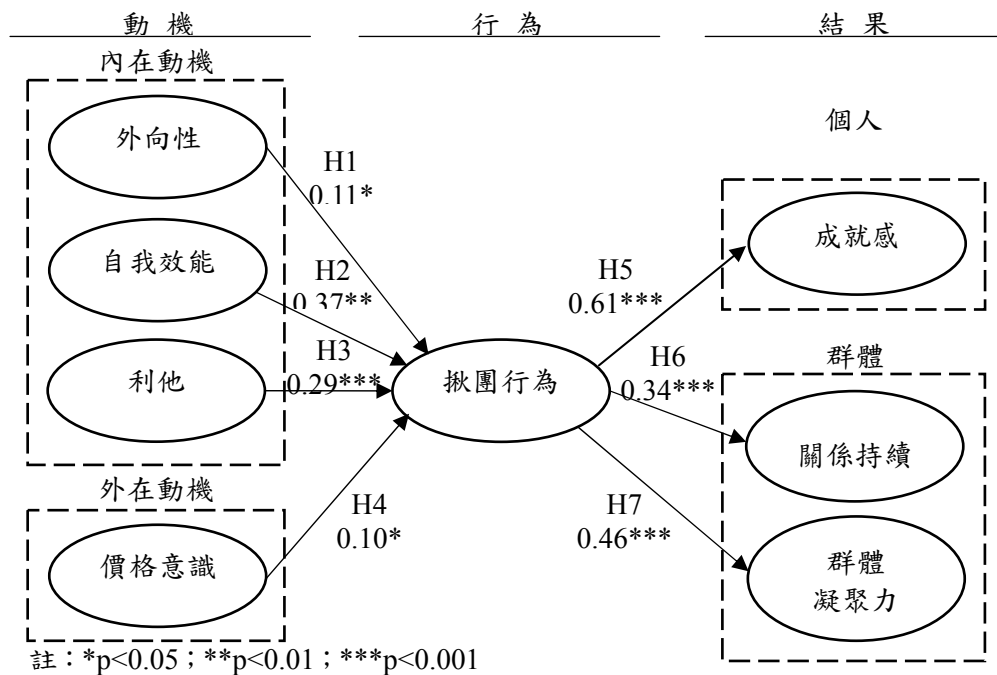 動 機
行 為
結 果
內在動機
外向性
H1
0.11*
自我效能
H2
0.37**
利他
H3
0.29***
外在動機
價格意識
H4
0.10*
揪團行為
個人
成就感
H5
0.61***
群體
H6
0.34***
關係持續
H7
0.46***
群體
凝聚力
註：*p<0.05；**p<0.01；***p<0.001